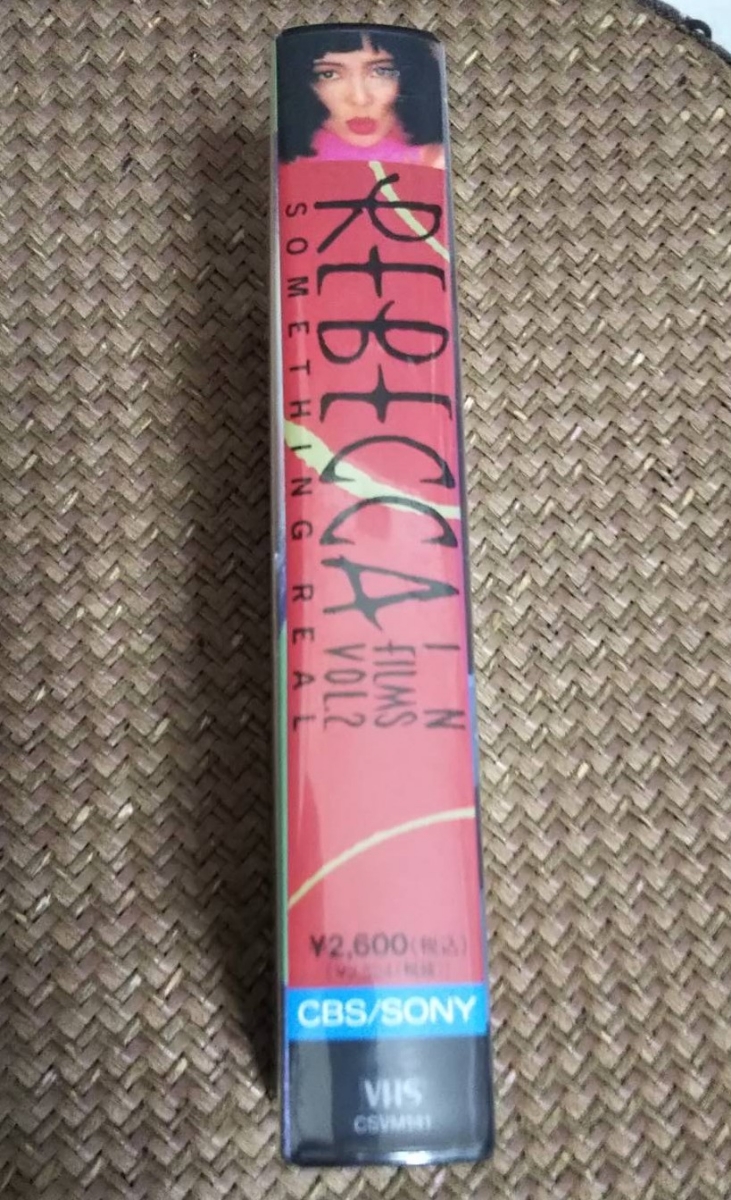 REBECCA
IN
FILMS
VOL.2
SOMETHING REAL
¥2,600(税込)
CBS/SONY
VHS
CSVM141